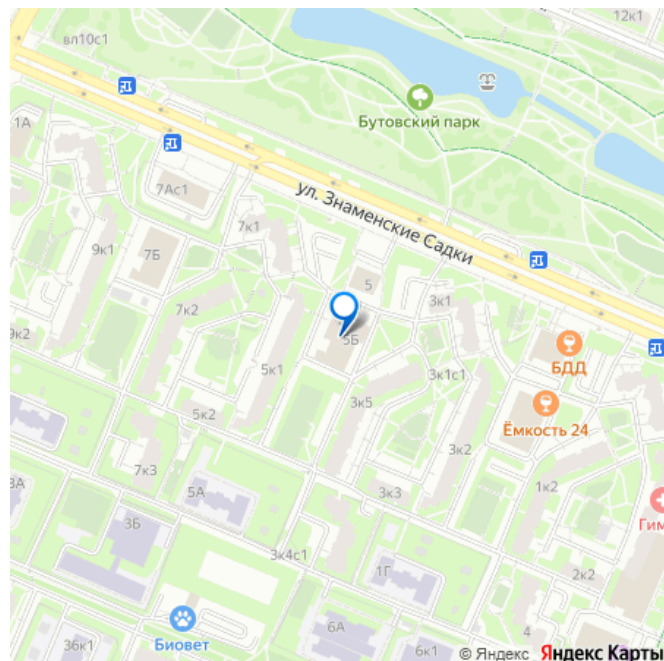 12к1
вл10с1
Бутовский парк
1А
7Ас1
ул. Знаменские Садки
7к1
9к1
7Б
5
3к1
7к2
5Б
9к2
БДД
5к1
3к1с1
3к5
Ёмкость 24
5к2
3к2
7к3
3А
5А
3к3
1к2
Гим
3Б
3к4с1
1Г
2к2
6А
4
36к1
Биовет
6к1
© Яндекс Яндекс Карты